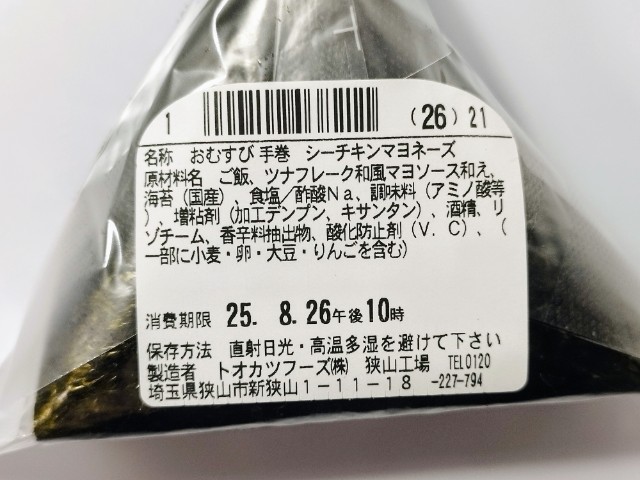 1 (26) 21
名称 おむすび 手巻 シーチキンマヨネーズ
原材料名 ご飯、ツナフレーク和風マヨソース和え、
海苔(国産)、食塩/酢酸Na、調味料(アミノ酸等
)、増粘剤(加工デンプン、キサンタン)、酒精、リ
ゾチーム、香辛料抽出物、酸化防止剤(V.C)、(
一部に小麦・卵・大豆・りんごを含む)
消費期限 25. 8.26午後10時
保存方法 直射日光・高温多湿を避けて下さい
製造者 トオカツフーズ㈱ 狭山工場 TEL0120
埼玉県狭山市新狭山1-11-18 -227-794